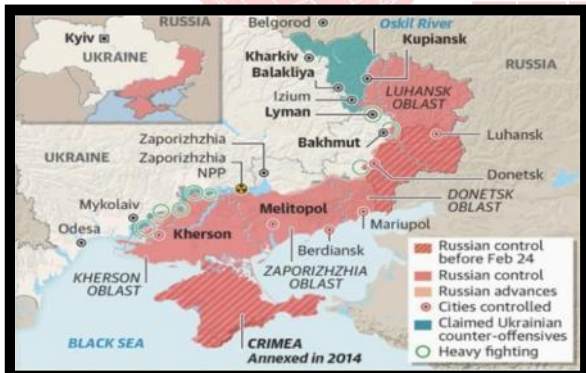 RUSSIA
Kyiv
UKRAINE
Belgorod
Oskil River
Kharkiv
Kupiansk
Balakliya
RUSSIA
Izium
LUHANSK
OBLAST
Lyman
Bakhmut
Luhansk
Zaporizhzhia
UKRAINE
Zaporizhzhia
NPP
Donetsk
DONETSK
OBLAST
Mykolaiv
Melitopol
Mariupol
Odesa
Kherson
Berdiansk
KHERSON
OBLAST
ZAPORIZHZHIA
OBLAST
BLACK SEA
CRIMEA
Annexed in 2014
Russian control
before Feb 24
Russian control
Russian advances
Cities controlled
Claimed Ukrainian
counter-offensives
Heavy fighting